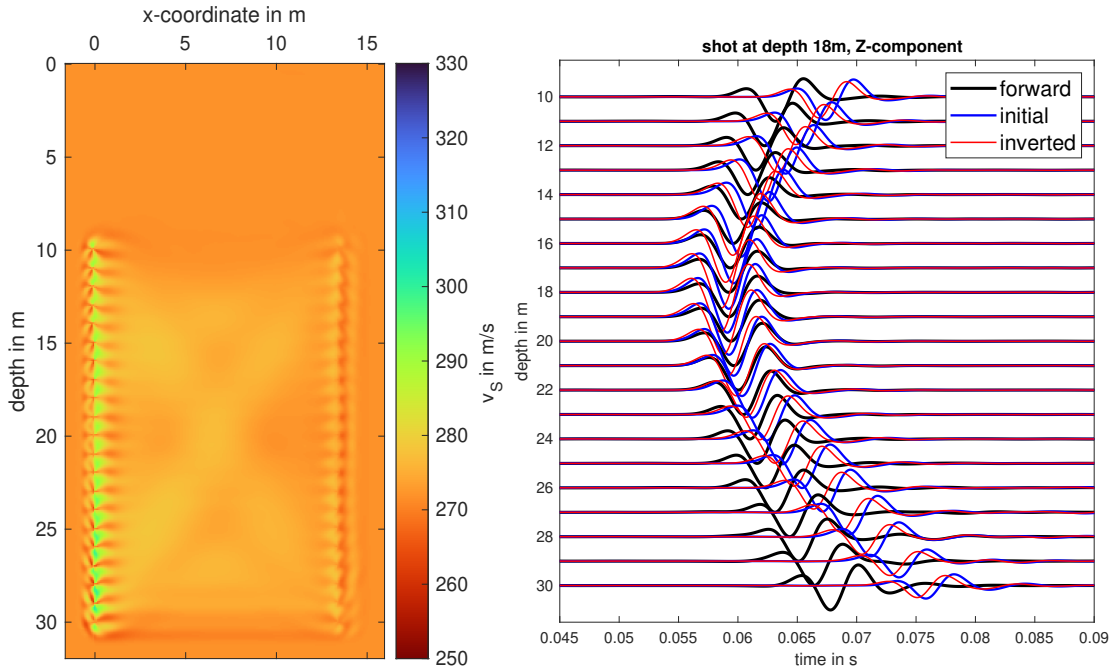 x-coordinate in m
0 5 10 15
0
5
10
15
20
25
30
depth in m
330
320
310
300
290
280
270
260
250
v_S in m/s
shot at depth 18m, Z-component
forward
initial
inverted
10
12
14
16
18
20
22
24
26
28
30
depth in m
0.045 0.05 0.055 0.06 0.065 0.07 0.075 0.08 0.085 0.09
time in s